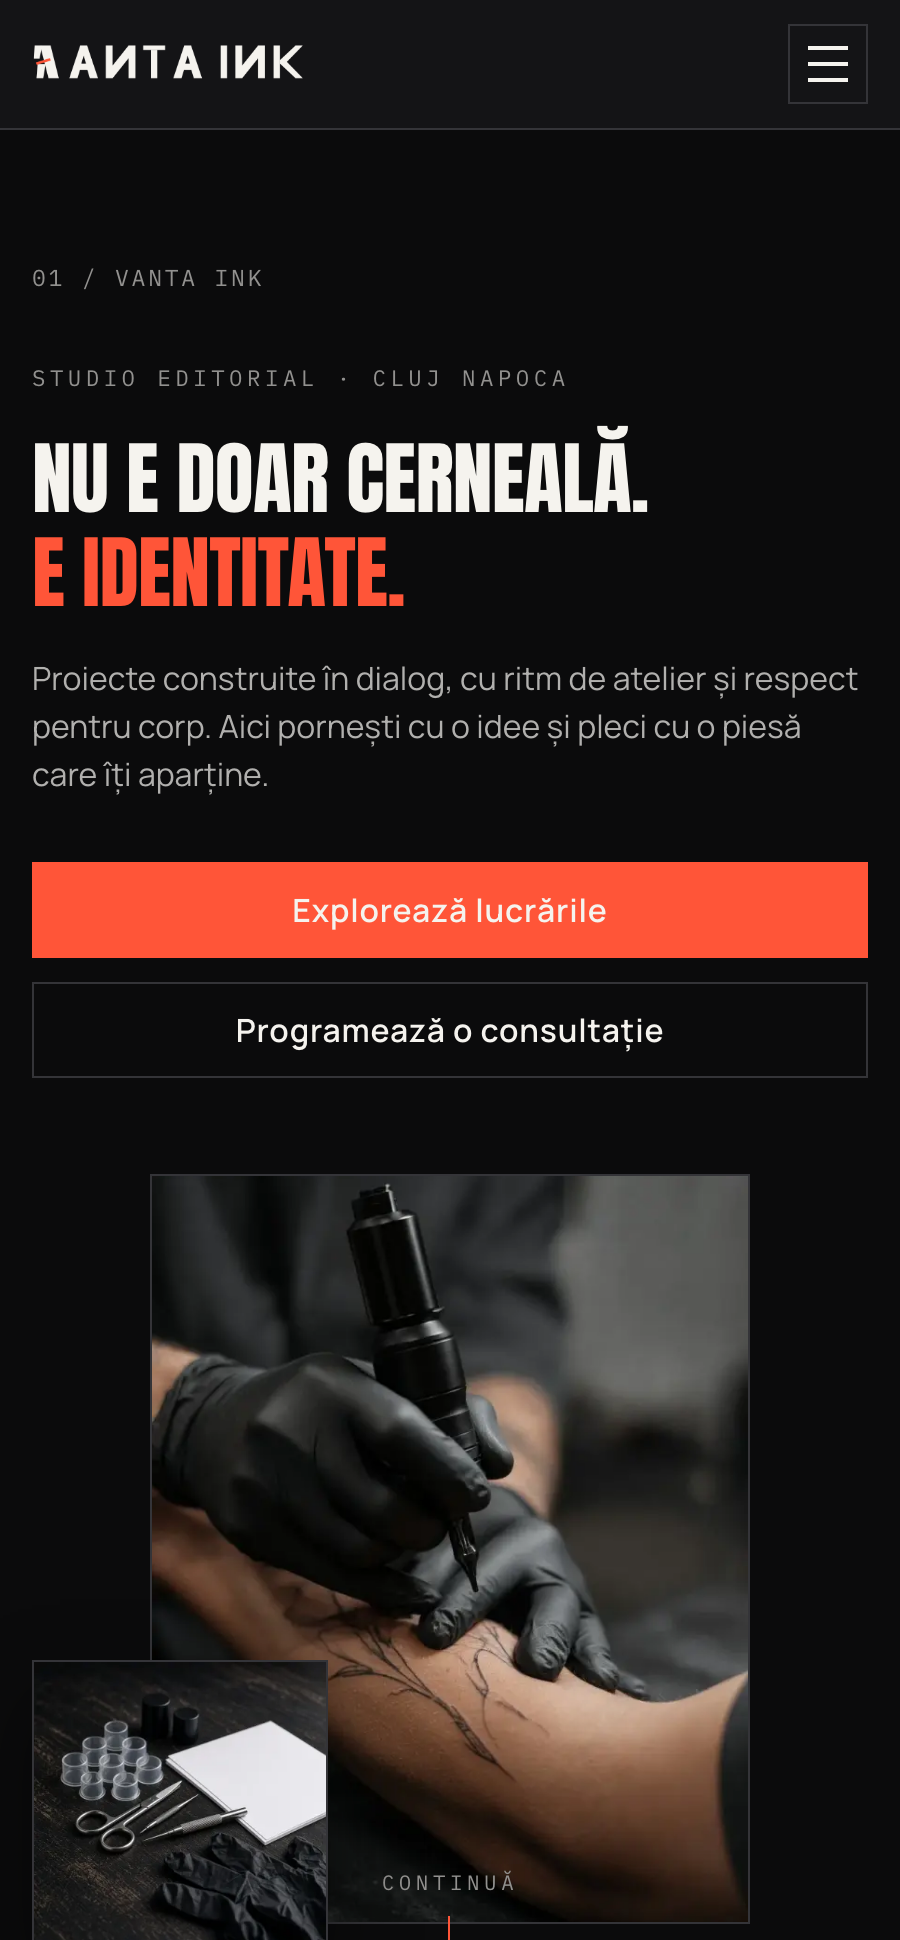 VANTA INK
01 / VANTA INK
STUDIO EDITORIAL · CLUJ NAPOCA
NU E DOAR CERNEALĂ.
E IDENTITATE.
Proiecte construite în dialog, cu ritm de atelier și respect
pentru corp. Aici pornești cu o idee și pleci cu o piesă
care îți aparține.
Explorează lucrările
Programează o consultație
CONTINUĂ